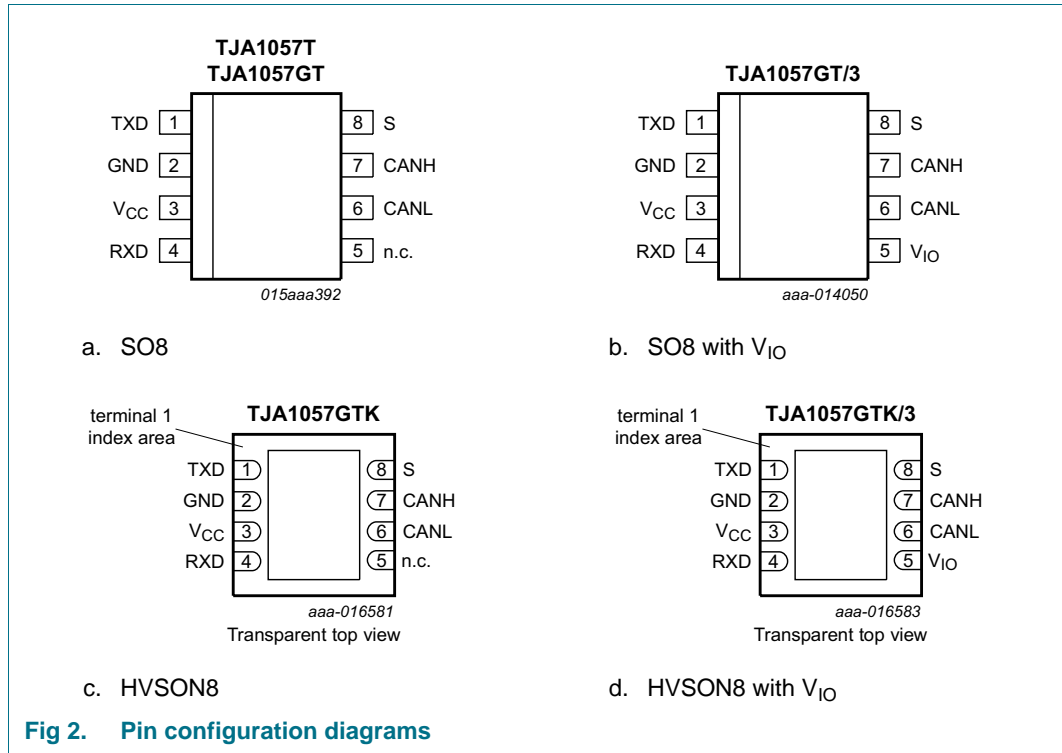 TJA1057T
TJA1057GT
TXD 1 8 S
GND 2 7 CANH
VCC 3 6 CANL
RXD 4 5 n.c.
015aaa392
a. SO8
TJA1057GT/3
TXD 1 8 S
GND 2 7 CANH
VCC 3 6 CANL
RXD 4 5 VIO
aaa-014050
b. SO8 with VIO
terminal 1
index area
TJA1057GTK
TXD 1 8 S
GND 2 7 CANH
VCC 3 6 CANL
RXD 4 5 n.c.
aaa-016581
Transparent top view
c. HVSON8
terminal 1
index area
TJA1057GTK/3
TXD 1 8 S
GND 2 7 CANH
VCC 3 6 CANL
RXD 4 5 VIO
aaa-016583
Transparent top view
d. HVSON8 with VIO
Fig 2. Pin configuration diagrams